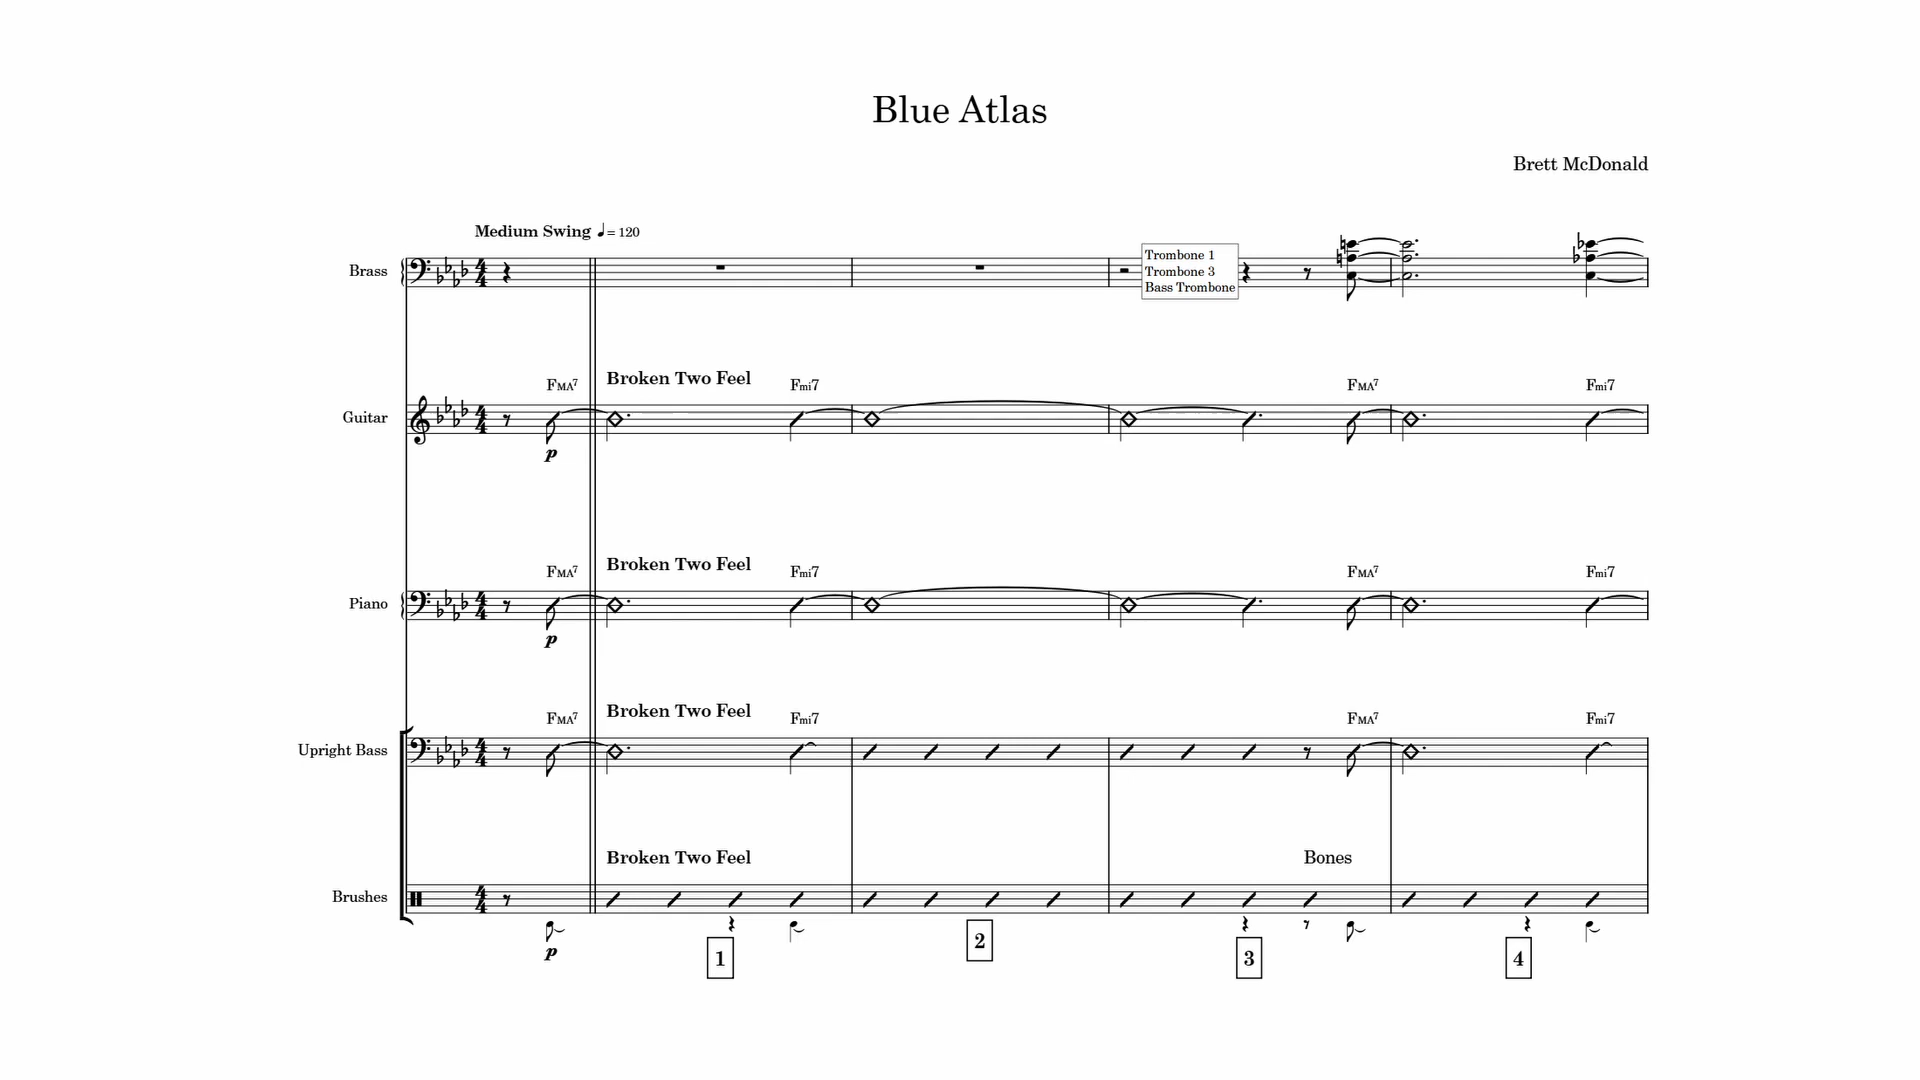 Blue Atlas
Brett McDonald
Medium Swing ♩ = 120
Brass
Trombone 1
Trombone 3
Bass Trombone
Guitar
FMA7 Broken Two Feel Fmi7 FMA7 Fmi7
p
Piano
FMA7 Broken Two Feel Fmi7 FMA7 Fmi7
p
Upright Bass
FMA7 Broken Two Feel Fmi7 FMA7 Fmi7
Broken Two Feel Bones
Brushes
p
1 2 3 4